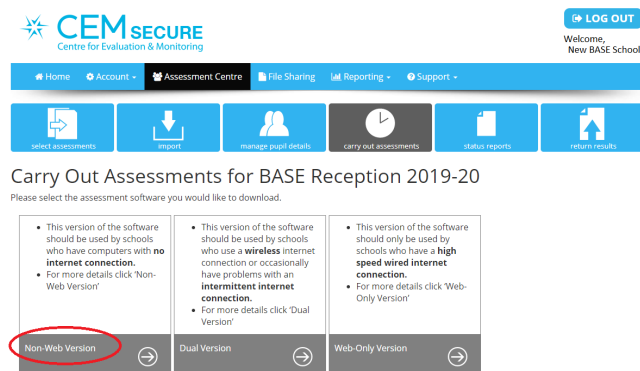 CEM SECURE
Centre for Evaluation & Monitoring
LOG OUT
Welcome,
New BASE School
Home Account Assessment Centre File Sharing Reporting Support
select assessments import manage pupil details carry out assessments status reports return results
Carry Out Assessments for BASE Reception 2019-20
Please select the assessment software you would like to download.
• This version of the software
should be used by schools
who have computers with no
internet connection.
• For more details click 'Non-
Web Version'
Non-Web Version
• This version of the software
should be used by schools
who use a wireless internet
connection or occasionally
have problems with an
intermittent internet
connection.
• For more details click 'Dual
Version'
Dual Version
• This version of the software
should only be used by
schools who have a high
speed wired internet
connection.
• For more details click 'Web-
Only Version'
Web-Only Version